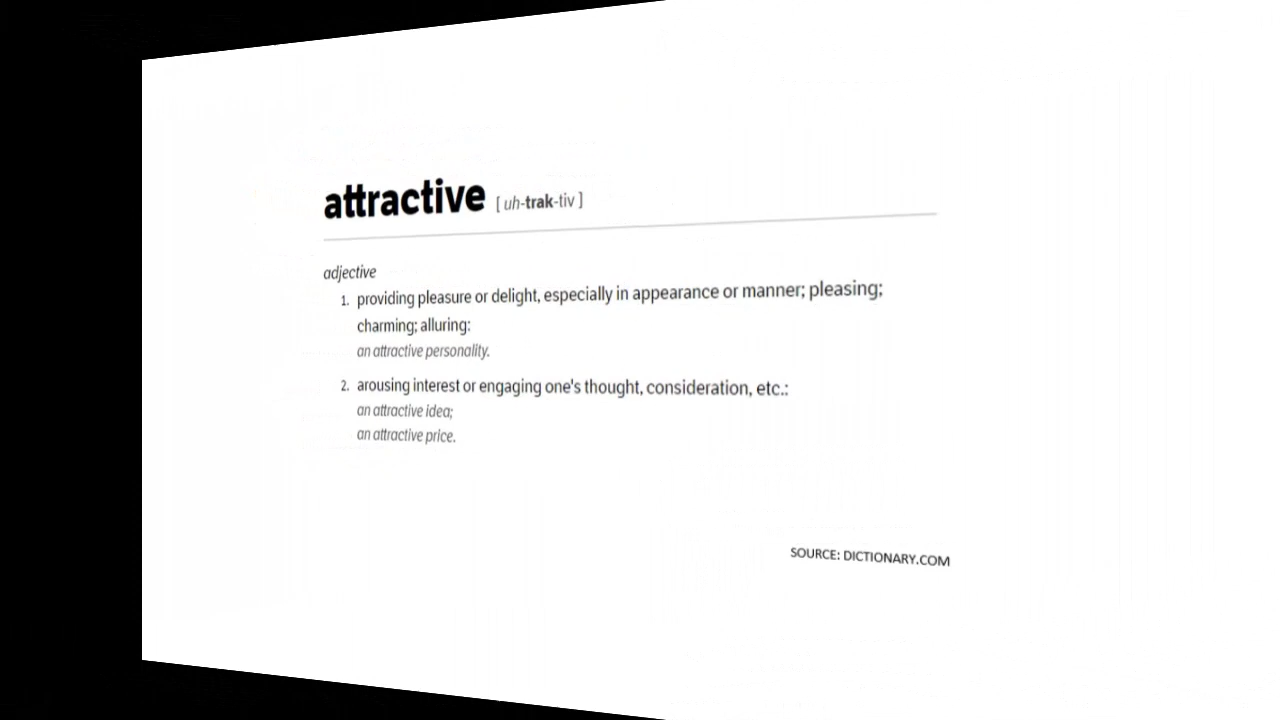 attractive [ uh-trak-tiv ]
adjective
1. providing pleasure or delight, especially in appearance or manner; pleasing;
charming; alluring:
an attractive personality.
2. arousing interest or engaging one's thought, consideration, etc.:
an attractive idea;
an attractive price.
SOURCE: DICTIONARY.COM